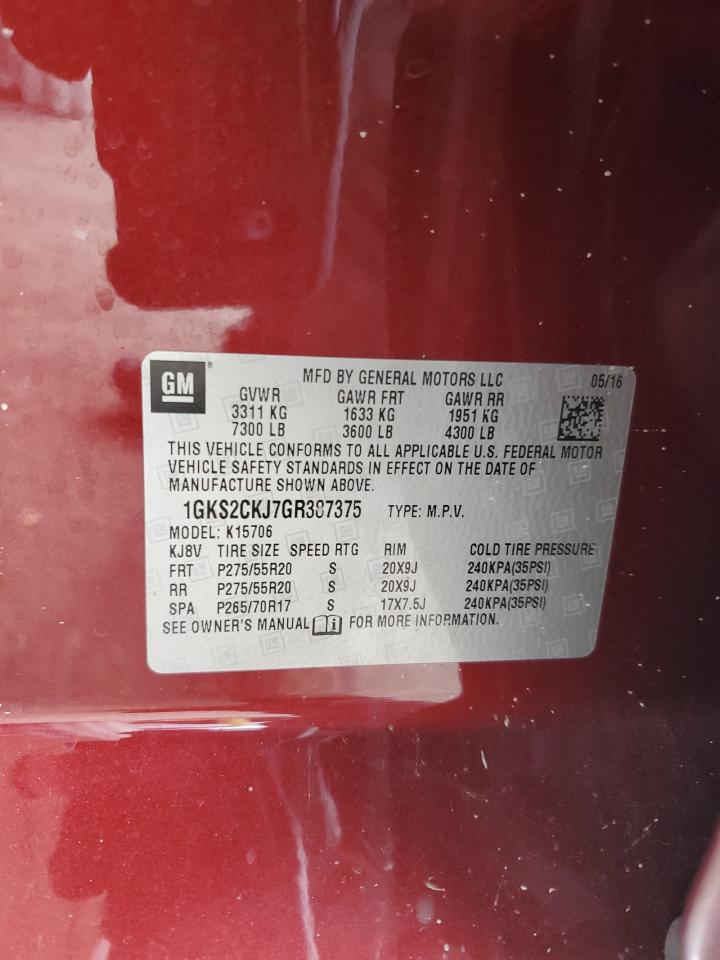 GM
MFD BY GENERAL MOTORS LLC 05/16
GVWR GAWR FRT GAWR RR
3311 KG 1633 KG 1951 KG
7300 LB 3600 LB 4300 LB
THIS VEHICLE CONFORMS TO ALL APPLICABLE U.S. FEDERAL MOTOR
VEHICLE SAFETY STANDARDS IN EFFECT ON THE DATE OF
MANUFACTURE SHOWN ABOVE.
1GKS2CKJ7GR387375 TYPE: M.P.V.
MODEL: K15706
KJ8V TIRE SIZE SPEED RTG RIM COLD TIRE PRESSURE
FRT P275/55R20 S 20X9J 240KPA(35PSI)
RR P275/55R20 S 20X9J 240KPA(35PSI)
SPA P265/70R17 S 17X7.5J 240KPA(35PSI)
SEE OWNER'S MANUAL FOR MORE INFORMATION.